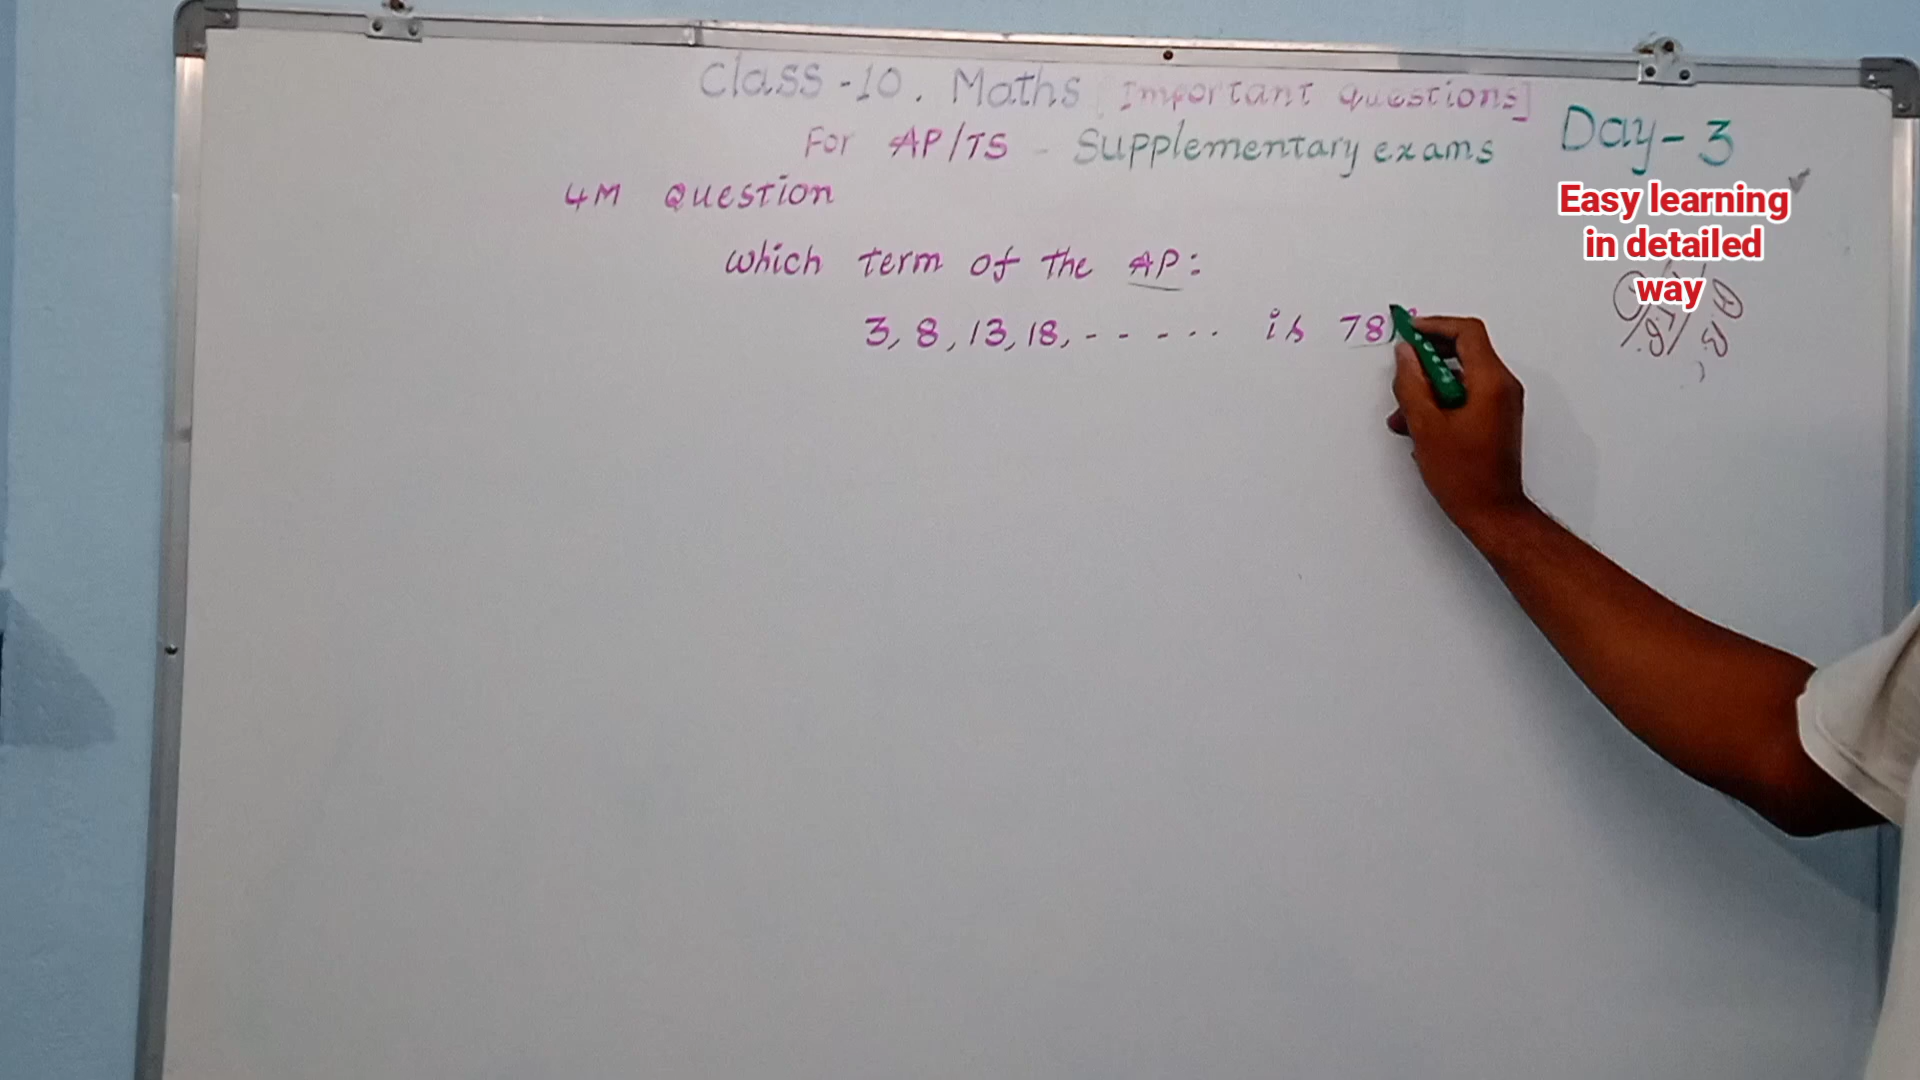 Class-10. Maths [Important Questions]
For AP/TS - Supplementary exams
Day-3
4M Question
Easy learning
in detailed
way
which term of the AP:
3, 8, 13, 18, - - - - . . is 78